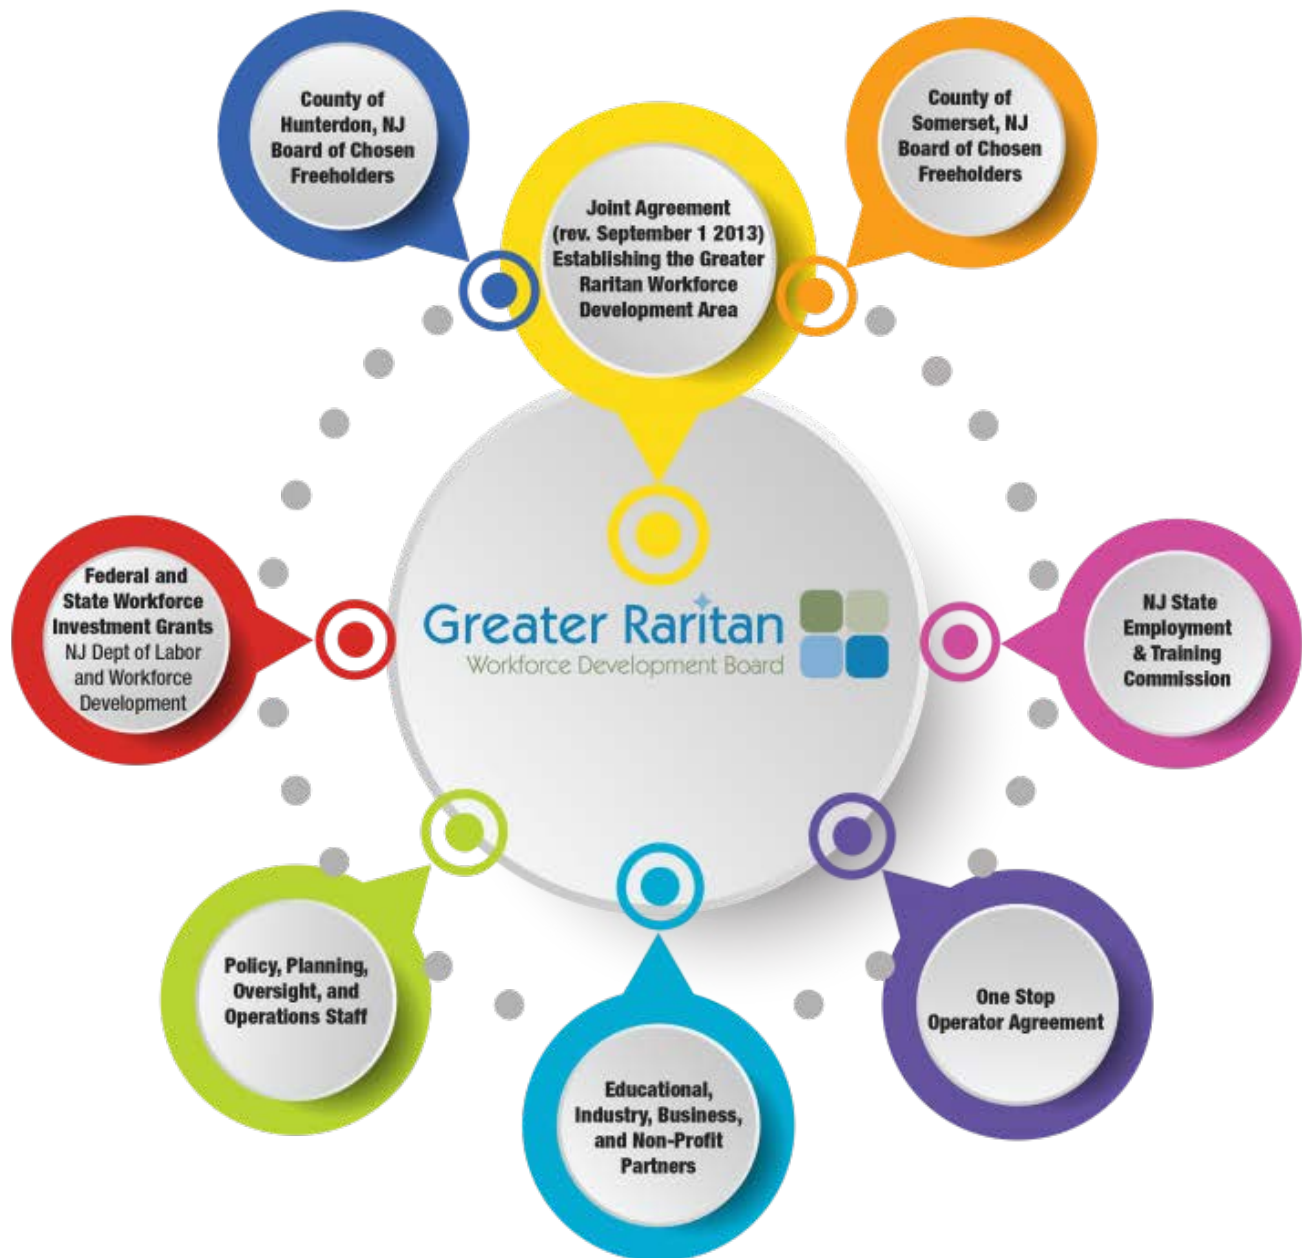 County of
Hunterdon, NJ
Board of Chosen
Freeholders
County of
Somerset, NJ
Board of Chosen
Freeholders
Joint Agreement
(rev. September 1 2013)
Establishing the Greater
Raritan Workforce
Development Area
Federal and
State Workforce
Investment Grants
NJ Dept of Labor
and Workforce
Development
Greater Raritan
Workforce Development Board
NJ State
Employment
& Training
Commission
Policy, Planning,
Oversight, and
Operations Staff
One Stop
Operator Agreement
Educational,
Industry, Business,
and Non-Profit
Partners